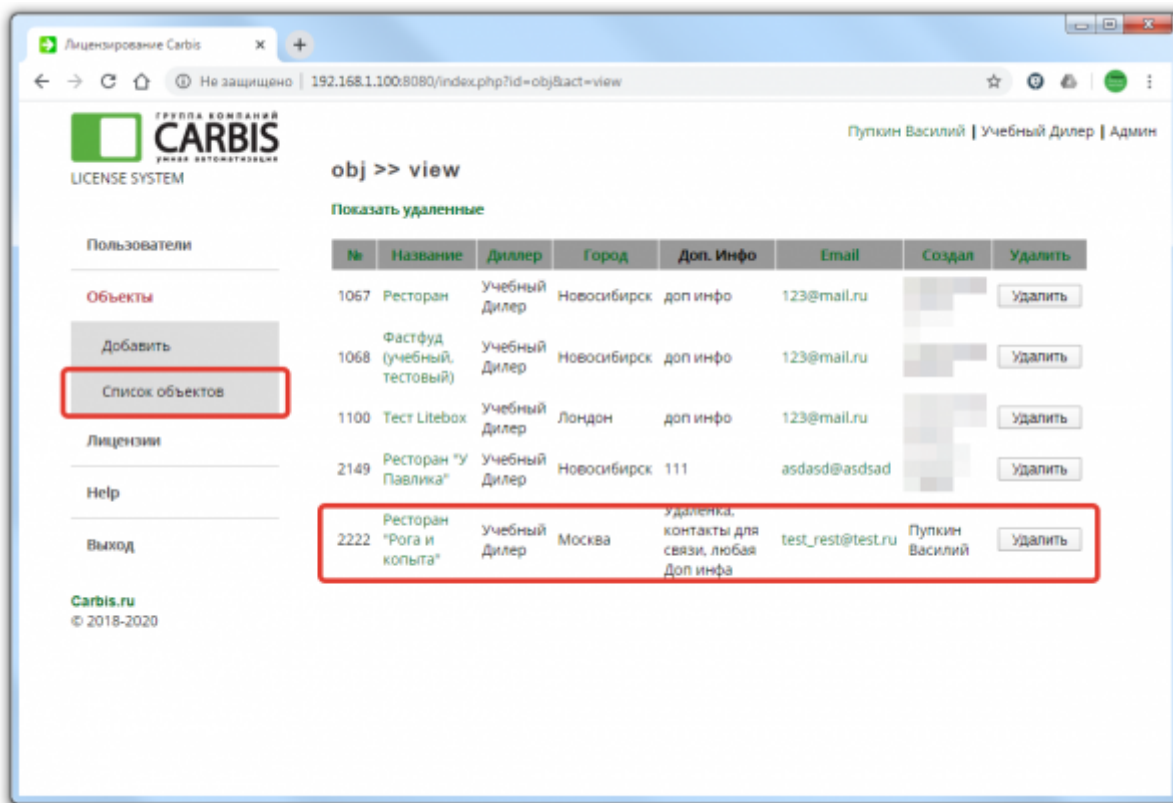 Лицензирование Carbis
Не защищено | 192.168.1.100:8080/index.php?id=obj&act=view
ГРУППА КОМПАНИЙ
CARBIS
умная автоматизация
LICENSE SYSTEM
Пупкин Василий | Учебный Дилер | Админ
obj >> view
Показать удаленные
Пользователи
Объекты
Добавить
Список объектов
Лицензии
Help
Выход
Carbis.ru
© 2018-2020
№ Название Диллер Город Доп. Инфо Email Создал Удалить
1067 Ресторан Учебный Дилер Новосибирск доп инфо 123@mail.ru Удалить
1068 Фастфуд (учебный, тестовый) Учебный Дилер Новосибирск доп инфо 123@mail.ru Удалить
1100 Тест Litebox Учебный Дилер Лондон доп инфо 123@mail.ru Удалить
2149 Ресторан "У Павлика" Учебный Дилер Новосибирск 111 asdasd@asdsad Удалить
2222 Ресторан "Рога и копыта" Учебный Дилер Москва Удаленка, контакты для связи, любая Доп инфа test_rest@test.ru Пупкин Василий Удалить